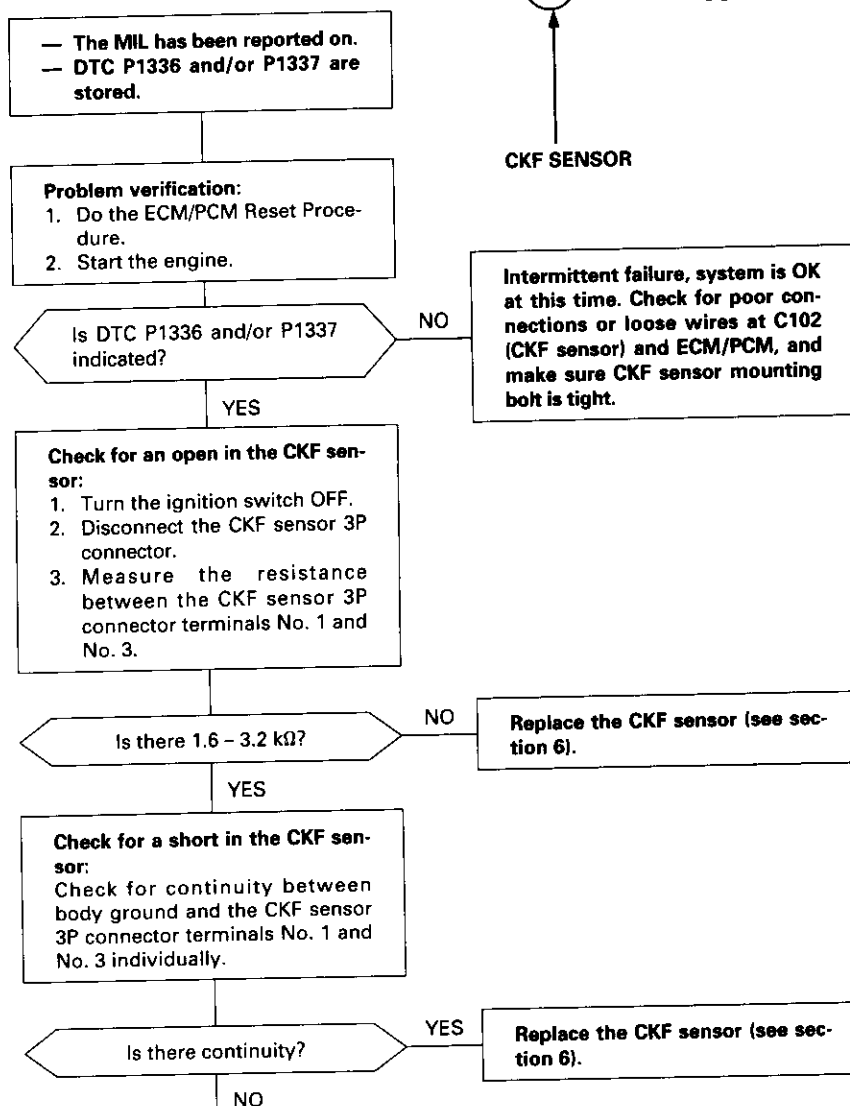 — The MIL has been reported on.
— DTC P1336 and/or P1337 are
stored.
CKF SENSOR
Problem verification:
1. Do the ECM/PCM Reset Proce-
dure.
2. Start the engine.
Is DTC P1336 and/or P1337
indicated?
NO
Intermittent failure, system is OK
at this time. Check for poor con-
nections or loose wires at C102
(CKF sensor) and ECM/PCM, and
make sure CKF sensor mounting
bolt is tight.
YES
Check for an open in the CKF sen-
sor:
1. Turn the ignition switch OFF.
2. Disconnect the CKF sensor 3P
connector.
3. Measure the resistance
between the CKF sensor 3P
connector terminals No. 1 and
No. 3.
Is there 1.6 – 3.2 kΩ?
NO
Replace the CKF sensor (see sec-
tion 6).
YES
Check for a short in the CKF sen-
sor:
Check for continuity between
body ground and the CKF sensor
3P connector terminals No. 1 and
No. 3 individually.
Is there continuity?
YES
Replace the CKF sensor (see sec-
tion 6).
NO